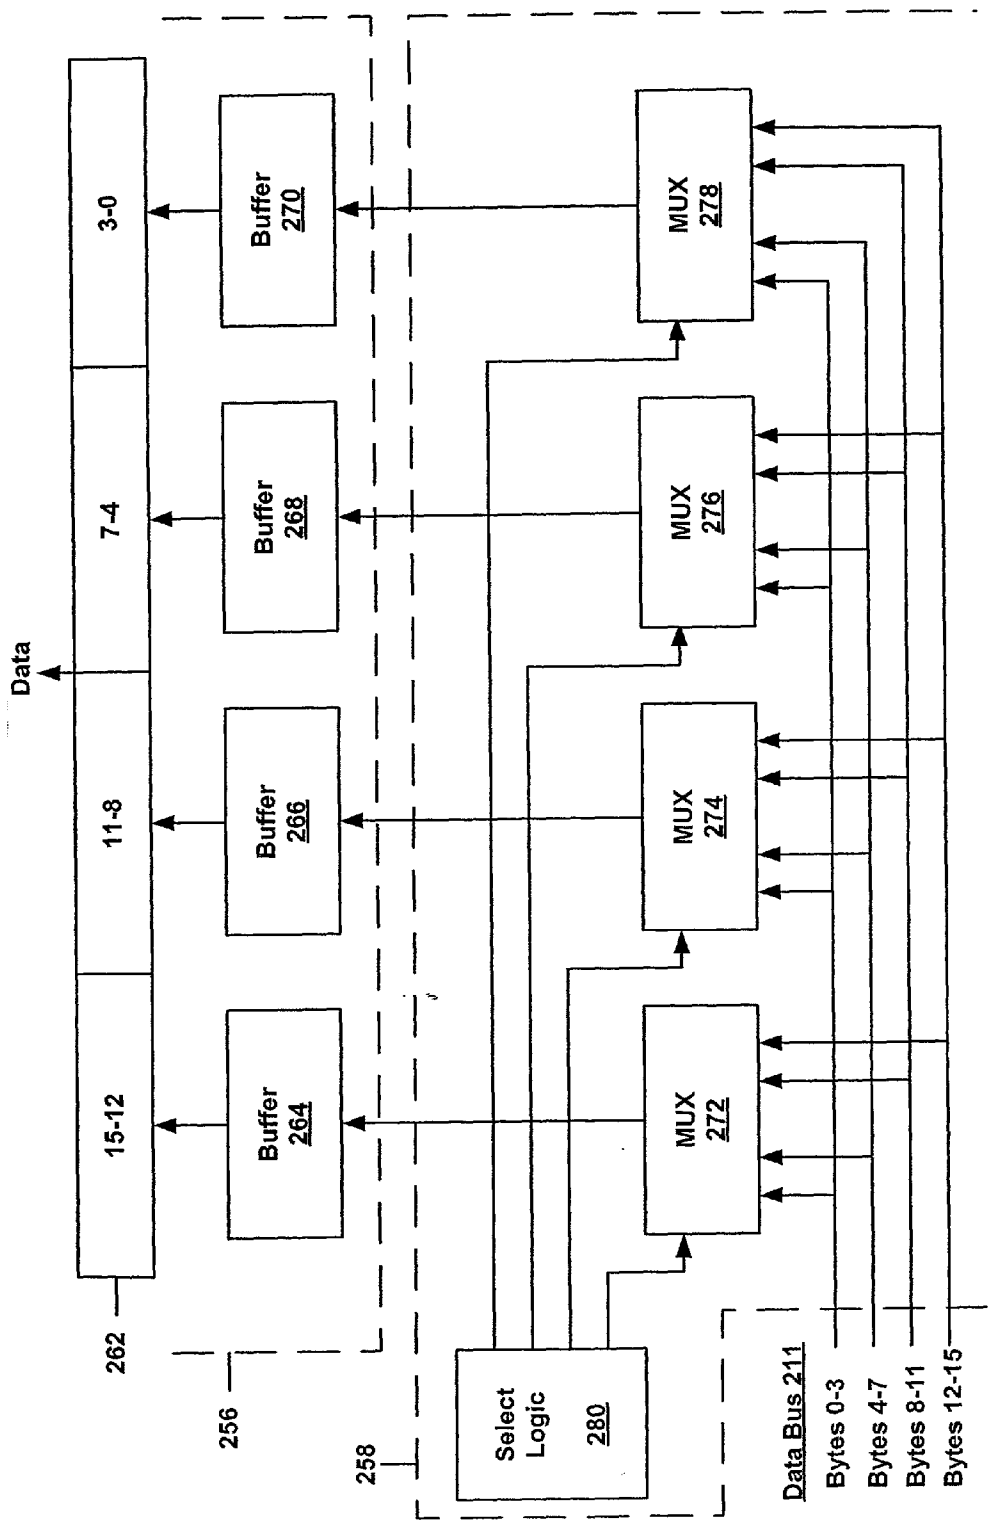 Data
262
15-12
11-8
7-4
3-0
256
Buffer
264
Buffer
266
Buffer
268
Buffer
270
258
Select
Logic
280
MUX
272
MUX
274
MUX
276
MUX
278
Data Bus 211
Bytes 0-3
Bytes 4-7
Bytes 8-11
Bytes 12-15